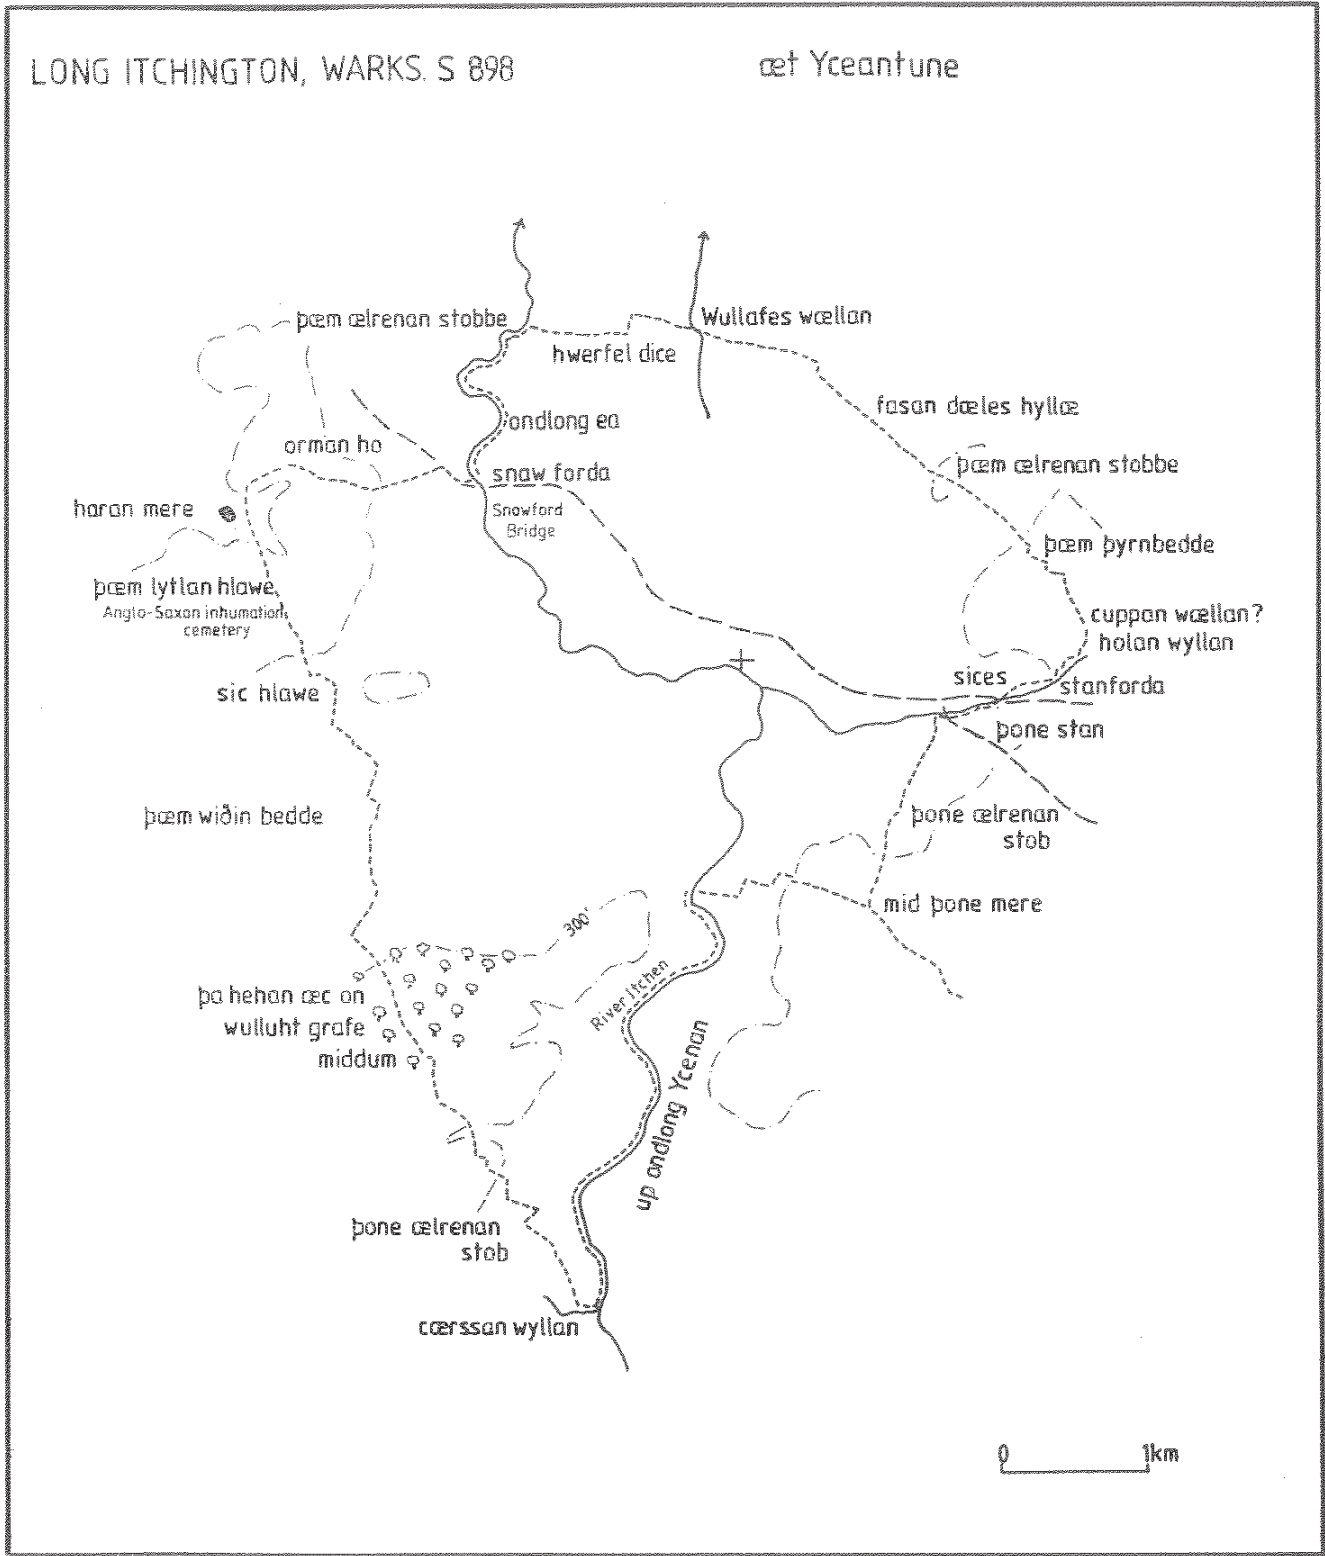 LONG ITCHINGTON, WARKS. S 898
æt Yceantune
þæm ælrenan stobbe
Wullafes wællan
hwerfel dice
fasan dæles hyllæ
ondlong ea
orman ho
þæm ælrenan stobbe
snaw forda
haran mere
Snowford
Bridge
þæm þyrnbedde
þæm lytlan hlawe
Anglo-Saxon inhumation
cemetery
cuppan wællan?
holan wyllan
sices
stanforda
sic hlawe
þone stan
þæm wiðin bedde
þone ælrenan
stob
mid þone mere
300'
River Itchen
þa hehan æc on
wulluht grafe
middum
up andlang Ycenan
þone ælrenan
stob
cærssan wyllan
0 1km